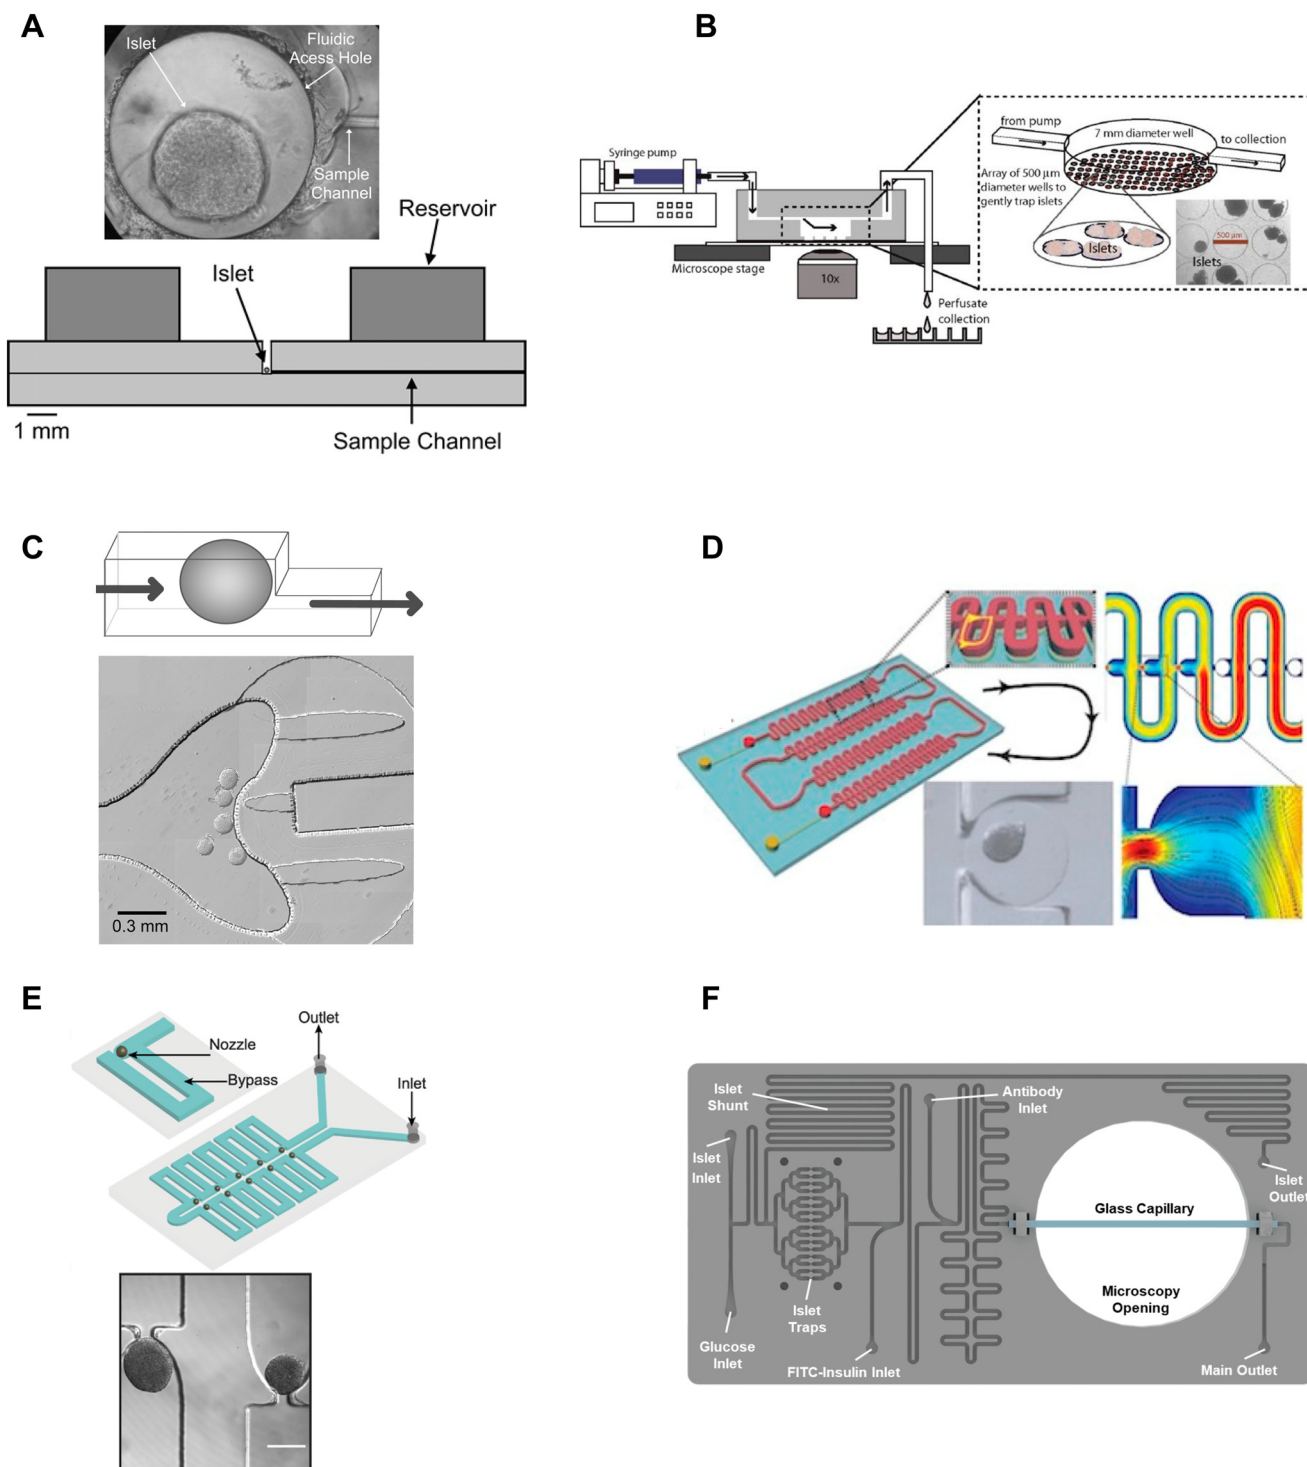 A
Islet
Fluidic
Acess Hole
Sample
Channel
Reservoir
Islet
1 mm
Sample Channel
B
Syringe pump
Microscope stage
10x
Perfusate
collection
from pump
7 mm diameter well
to collection
Array of 500 μm
diameter wells to
gently trap islets
Islets
500 μm
Islets
C
0.3 mm
D
E
Nozzle
Bypass
Outlet
Inlet
F
Islet
Shunt
Antibody
Inlet
Islet
Inlet
Islet
Outlet
Glass Capillary
Microscopy
Opening
Islet
Traps
Glucose
Inlet
FITC-Insulin Inlet
Main Outlet